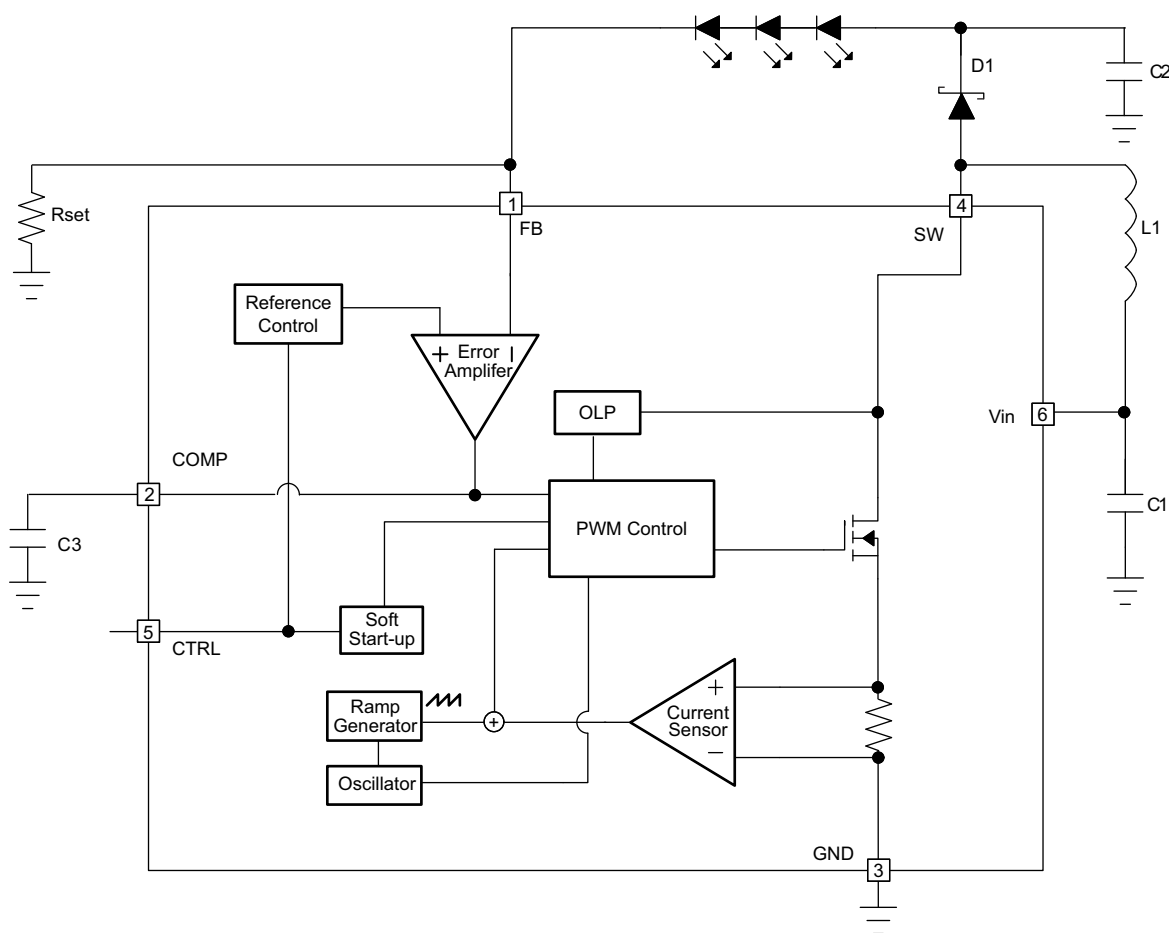 D1
C2
Rset
1
FB
4
SW
L1
Reference
Control
+
Error
Amplifer
OLP
Vin
6
COMP
2
PWM Control
C1
C3
5
CTRL
Soft
Start-up
Ramp
Generator
+
+
Current
Sensor
−
Oscillator
GND
3